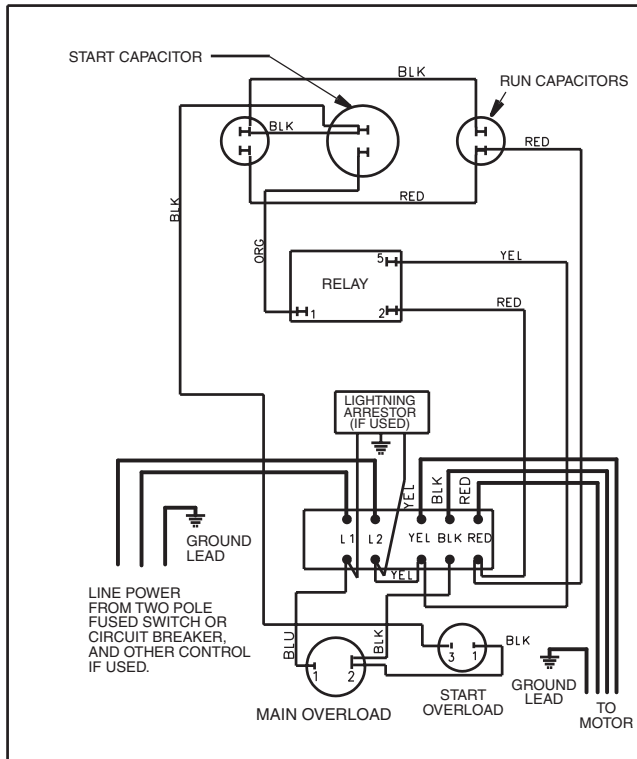 START CAPACITOR
BLK
RUN CAPACITORS
BLK
RED
BLK
RED
ORG
5
YEL
RELAY
RED
1
2
LIGHTNING
ARRESTOR
(IF USED)
YEL
BLK
RED
GROUND
LEAD
L1
L2
YEL
BLK
RED
YEL
LINE POWER
FROM TWO POLE
FUSED SWITCH OR
CIRCUIT BREAKER,
AND OTHER CONTROL
IF USED.
BLU
BLK
BLK
3
1
1
2
START
OVERLOAD
GROUND
LEAD
MAIN OVERLOAD
TO
MOTOR